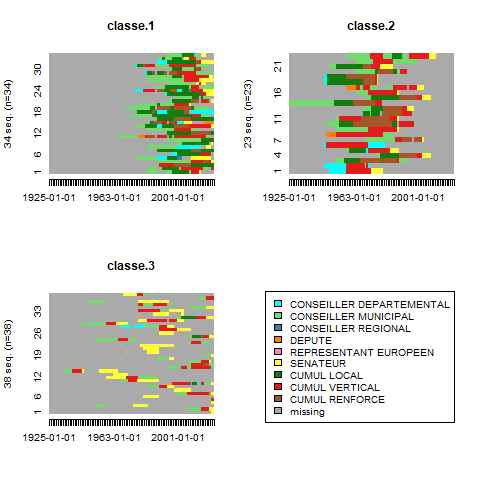 classe.1
34 seq. (n=34)
1 6 12 18 24 30
1925-01-01 1963-01-01 2001-01-01
classe.2
23 seq. (n=23)
1 4 7 11 16 21
1925-01-01 1963-01-01 2001-01-01
classe.3
38 seq. (n=38)
1 6 12 19 26 33
1925-01-01 1963-01-01 2001-01-01
CONSEILLER DEPARTEMENTAL
CONSEILLER MUNICIPAL
CONSEILLER REGIONAL
DEPUTE
REPRESENTANT EUROPEEN
SENATEUR
CUMUL LOCAL
CUMUL VERTICAL
CUMUL RENFORCE
missing